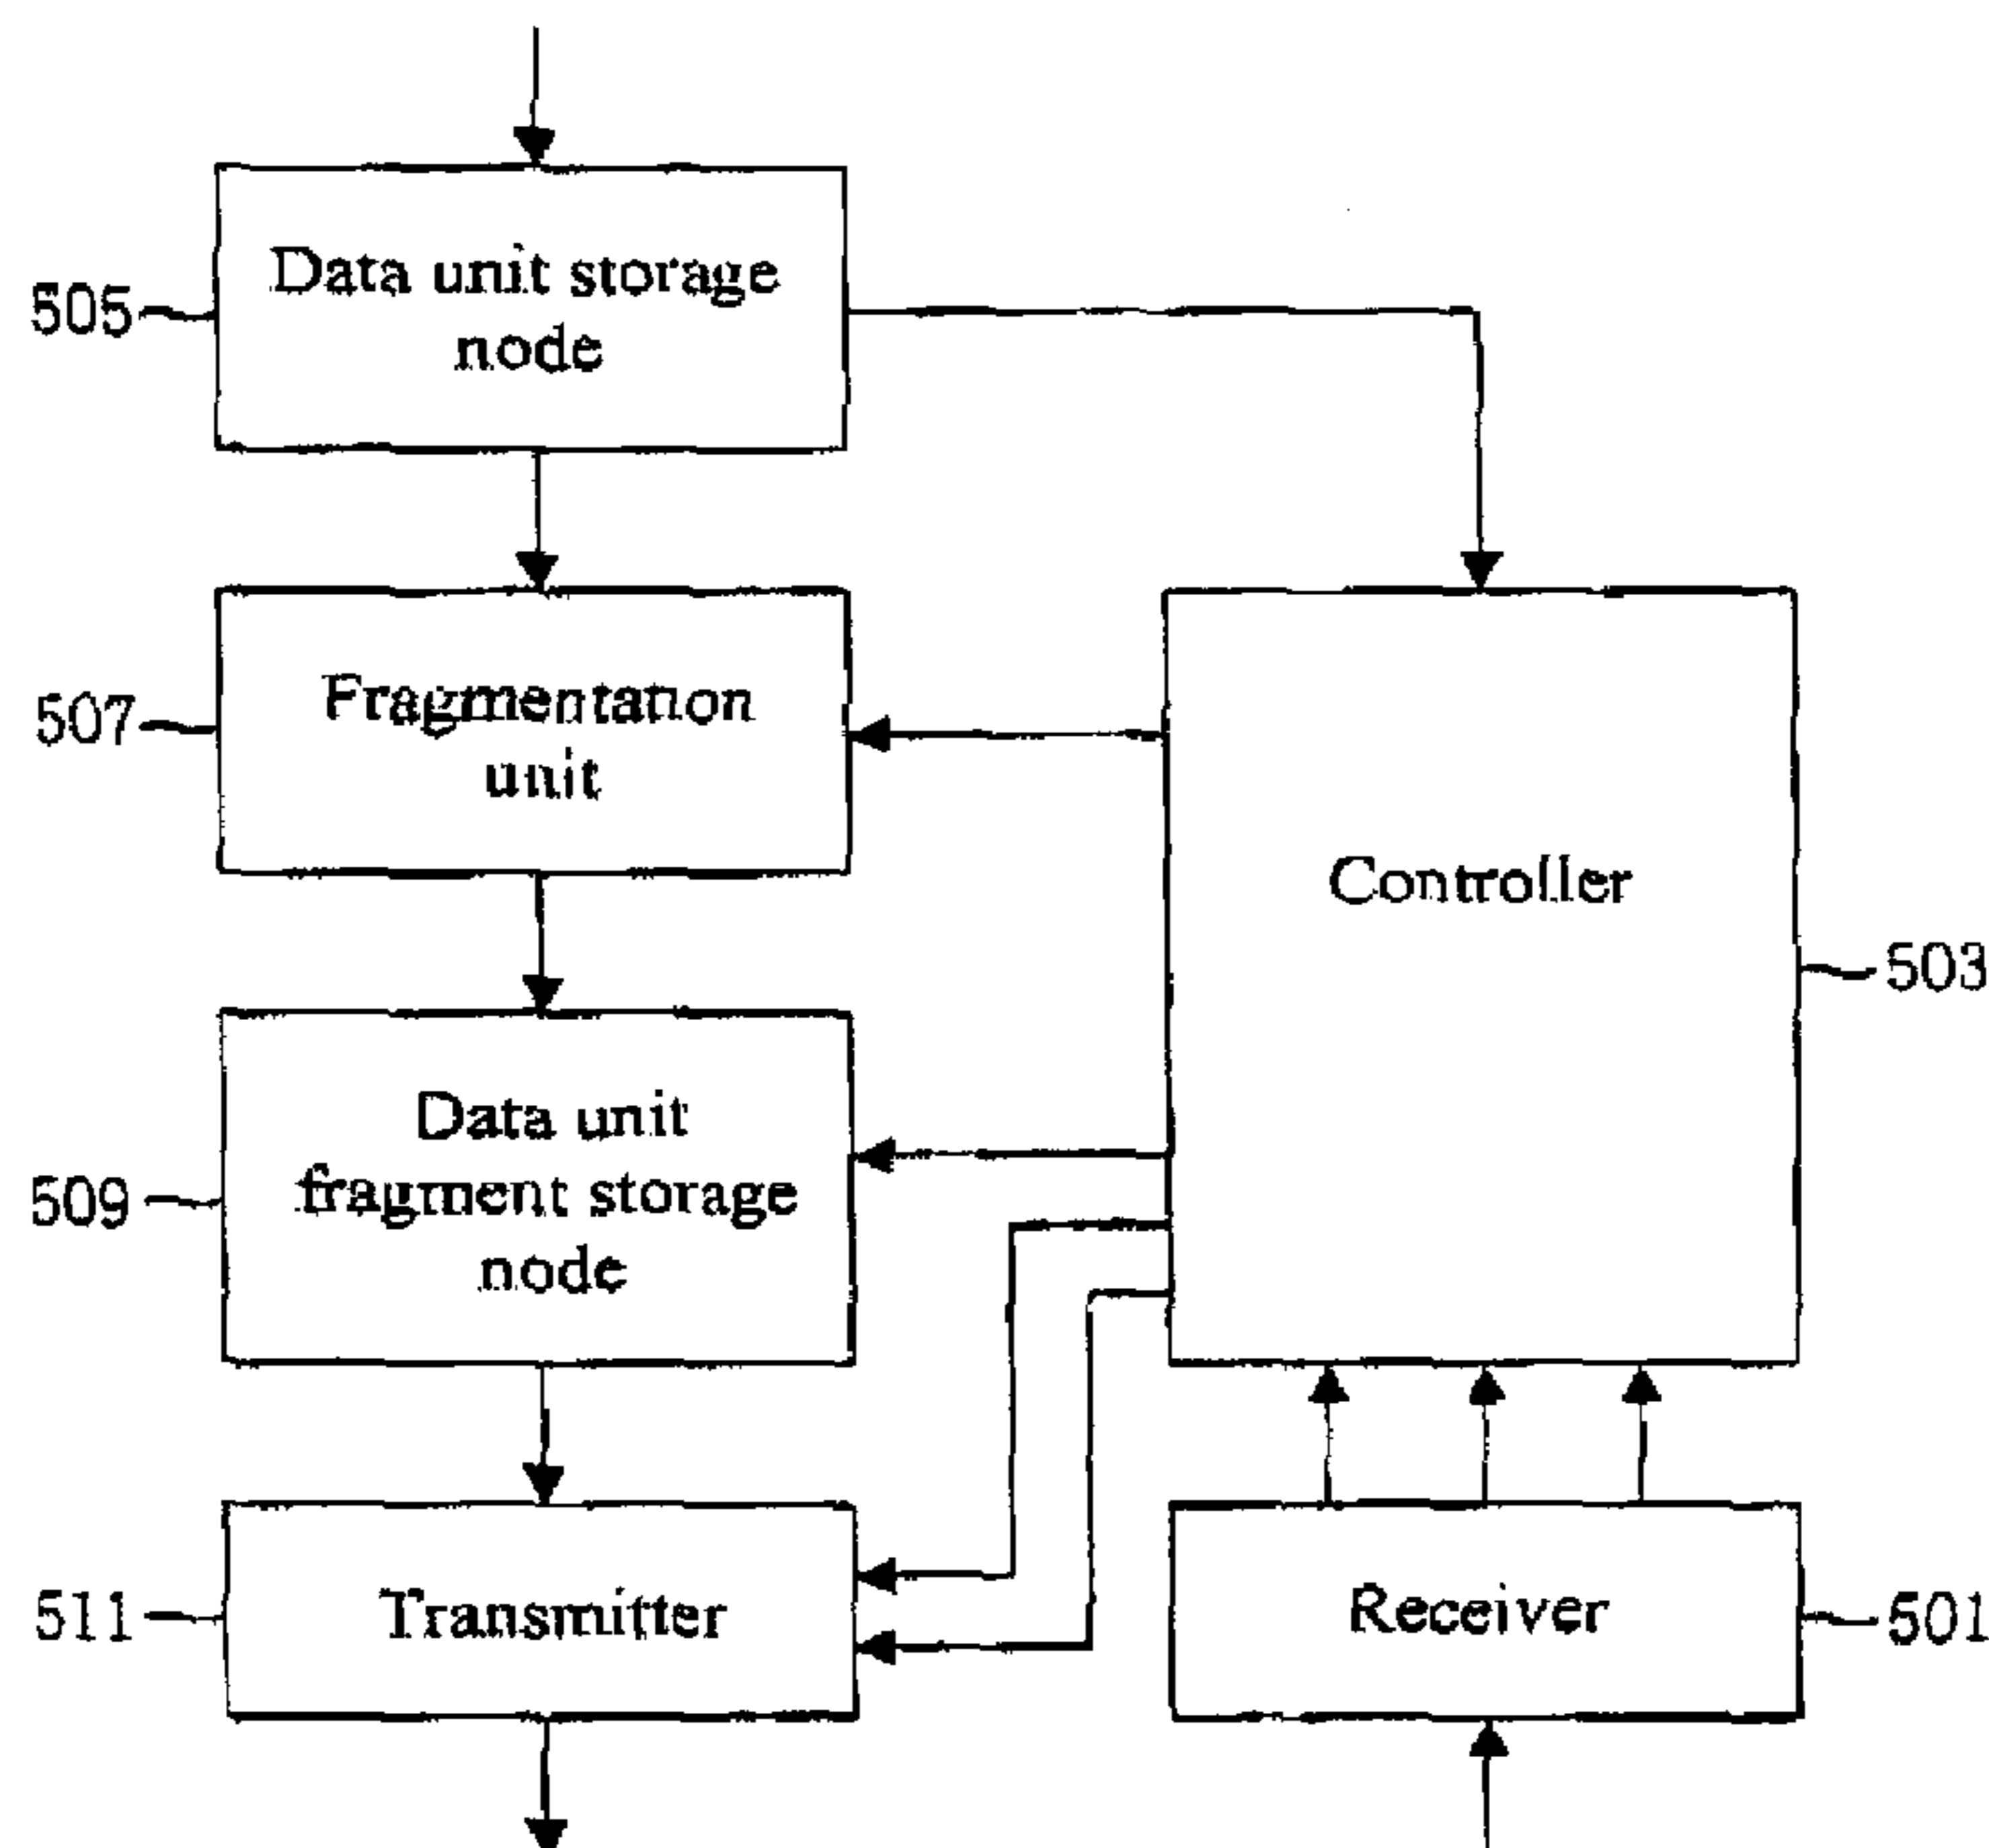 505
Data unit storage
node
507
Fragmentation
unit
Controller
503
509
Data unit
fragment storage
node
511
Transmitter
Receiver
501